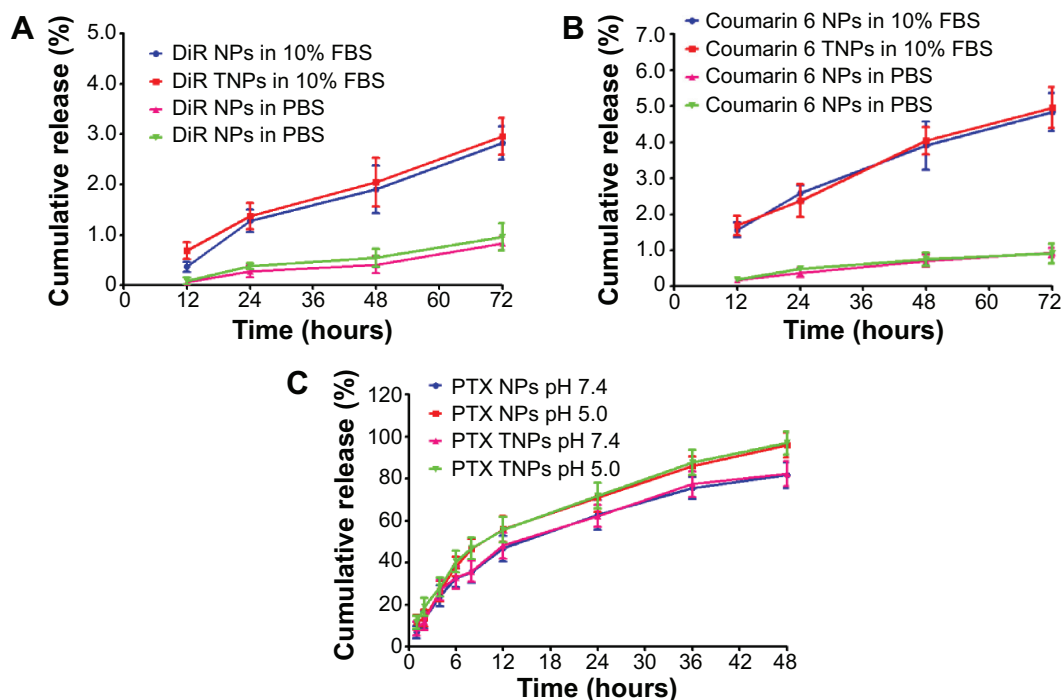 A
Cumulative release (%)
5.0
4.0
3.0
2.0
1.0
0.0
DiR NPs in 10% FBS
DiR TNPs in 10% FBS
DiR NPs in PBS
DiR NPs in PBS
0 12 24 36 48 60 72
Time (hours)
B
Cumulative release (%)
7.0
6.0
5.0
4.0
3.0
2.0
1.0
0
Coumarin 6 NPs in 10% FBS
Coumarin 6 TNPs in 10% FBS
Coumarin 6 NPs in PBS
Coumarin 6 NPs in PBS
0 12 24 36 48 60 72
Time (hours)
C
Cumulative release (%)
120
100
80
60
40
20
0
PTX NPs pH 7.4
PTX NPs pH 5.0
PTX TNPs pH 7.4
PTX TNPs pH 5.0
0 6 12 18 24 30 36 42 48
Time (hours)